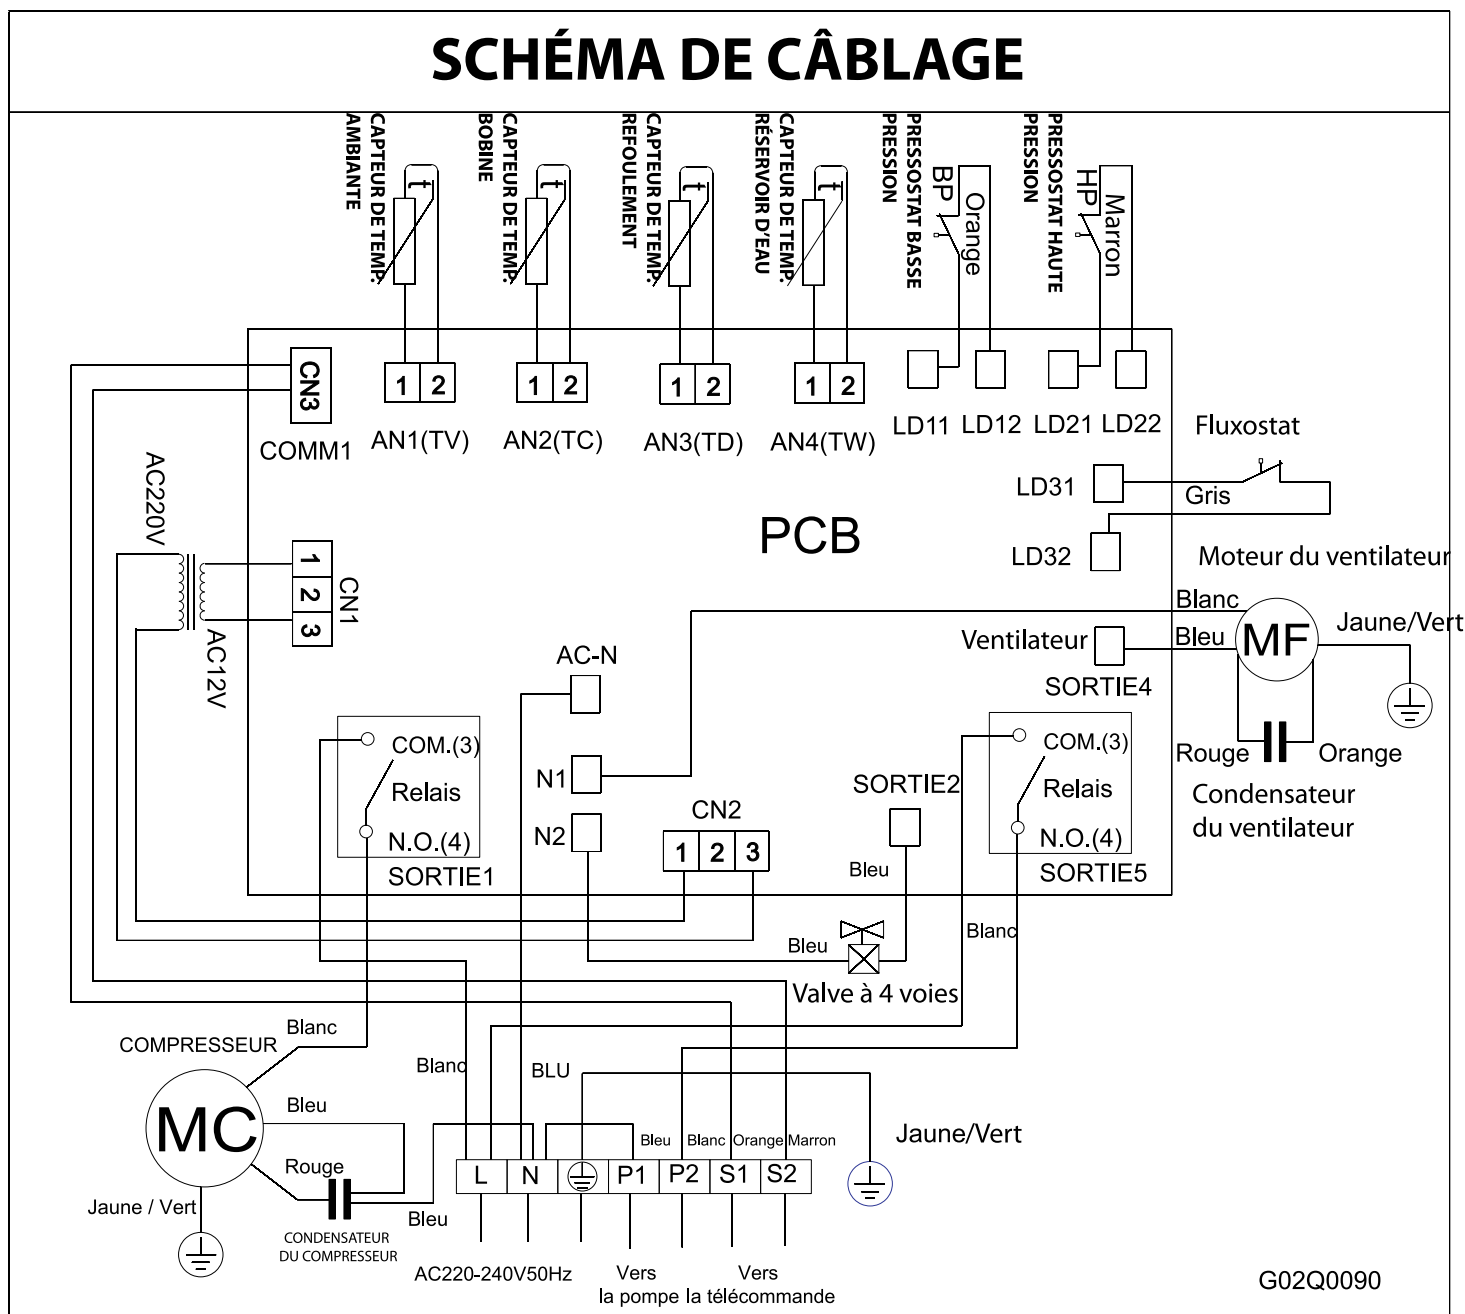 SCHÉMA DE CÂBLAGE
CAPTEUR DE TEMP.
AMBIANTE
t
CAPTEUR DE TEMP.
BOBINE
t
CAPTEUR DE TEMP.
REFOULEMENT
t
CAPTEUR DE TEMP.
RÉSERVOIR D'EAU
t
PRESSOSTAT BASSE
PRESSION
BP
Orange
PRESSOSTAT HAUTE
PRESSION
HP
Marron
CN3
COMM1
1 2
AN1(TV)
1 2
AN2(TC)
1 2
AN3(TD)
1 2
AN4(TW)
LD11
LD12
LD21
LD22
Fluxostat
LD31
Gris
LD32
PCB
AC220V
AC12V
1 2 3
CN1
Moteur du ventilateur
Blanc
Jaune/Vert
Ventilateur
Bleu
MF
SORTIE4
Rouge
Orange
Condensateur
du ventilateur
AC-N
N1
N2
COM.(3)
Relais
N.O.(4)
SORTIE1
CN2
1 2 3
SORTIE2
Bleu
COM.(3)
Relais
N.O.(4)
SORTIE5
Bleu
Blanc
Valve à 4 voies
COMPRESSEUR
Blanc
MC
Bleu
Rouge
Jaune / Vert
CONDENSATEUR
DU COMPRESSEUR
Bleu
Blanc
BLU
Bleu
Blanc
Orange
Marron
Jaune/Vert
L
N
P1
P2
S1
S2
AC220-240V50Hz
Vers
la pompe
Vers
la télécommande
G02Q0090